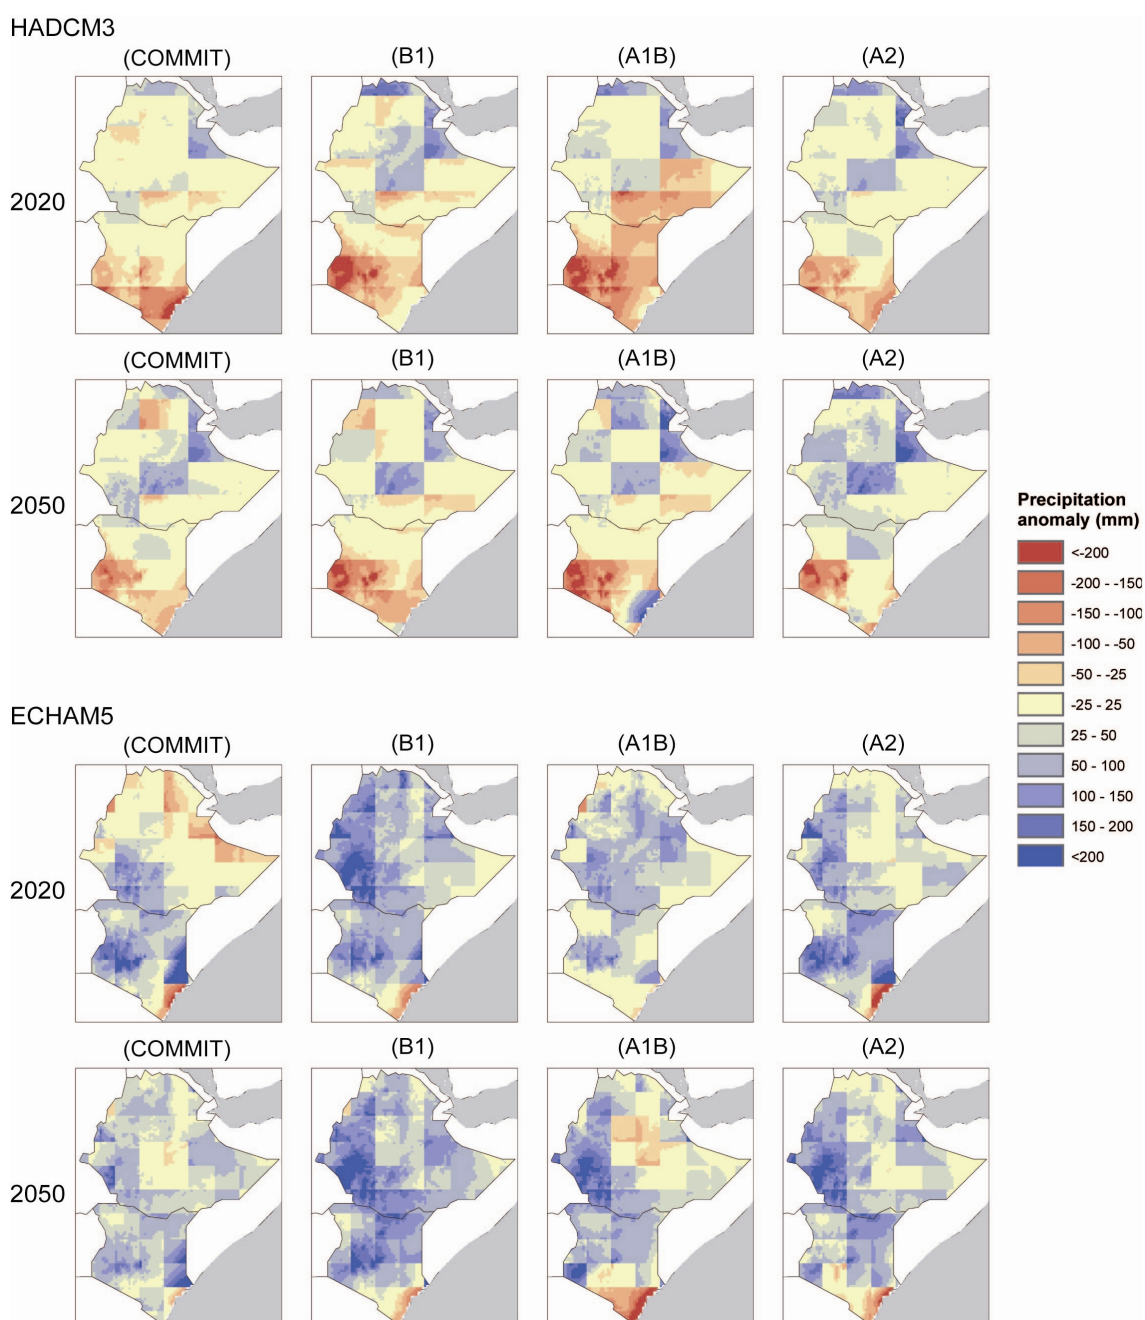 HADCM3
(COMMIT) (B1) (A1B) (A2)
2020
(COMMIT) (B1) (A1B) (A2)
2050
Precipitation
anomaly (mm)
<-200
-200 - -150
-150 - -100
-100 - -50
-50 - -25
-25 - 25
25 - 50
50 - 100
100 - 150
150 - 200
<200
ECHAM5
(COMMIT) (B1) (A1B) (A2)
2020
(COMMIT) (B1) (A1B) (A2)
2050